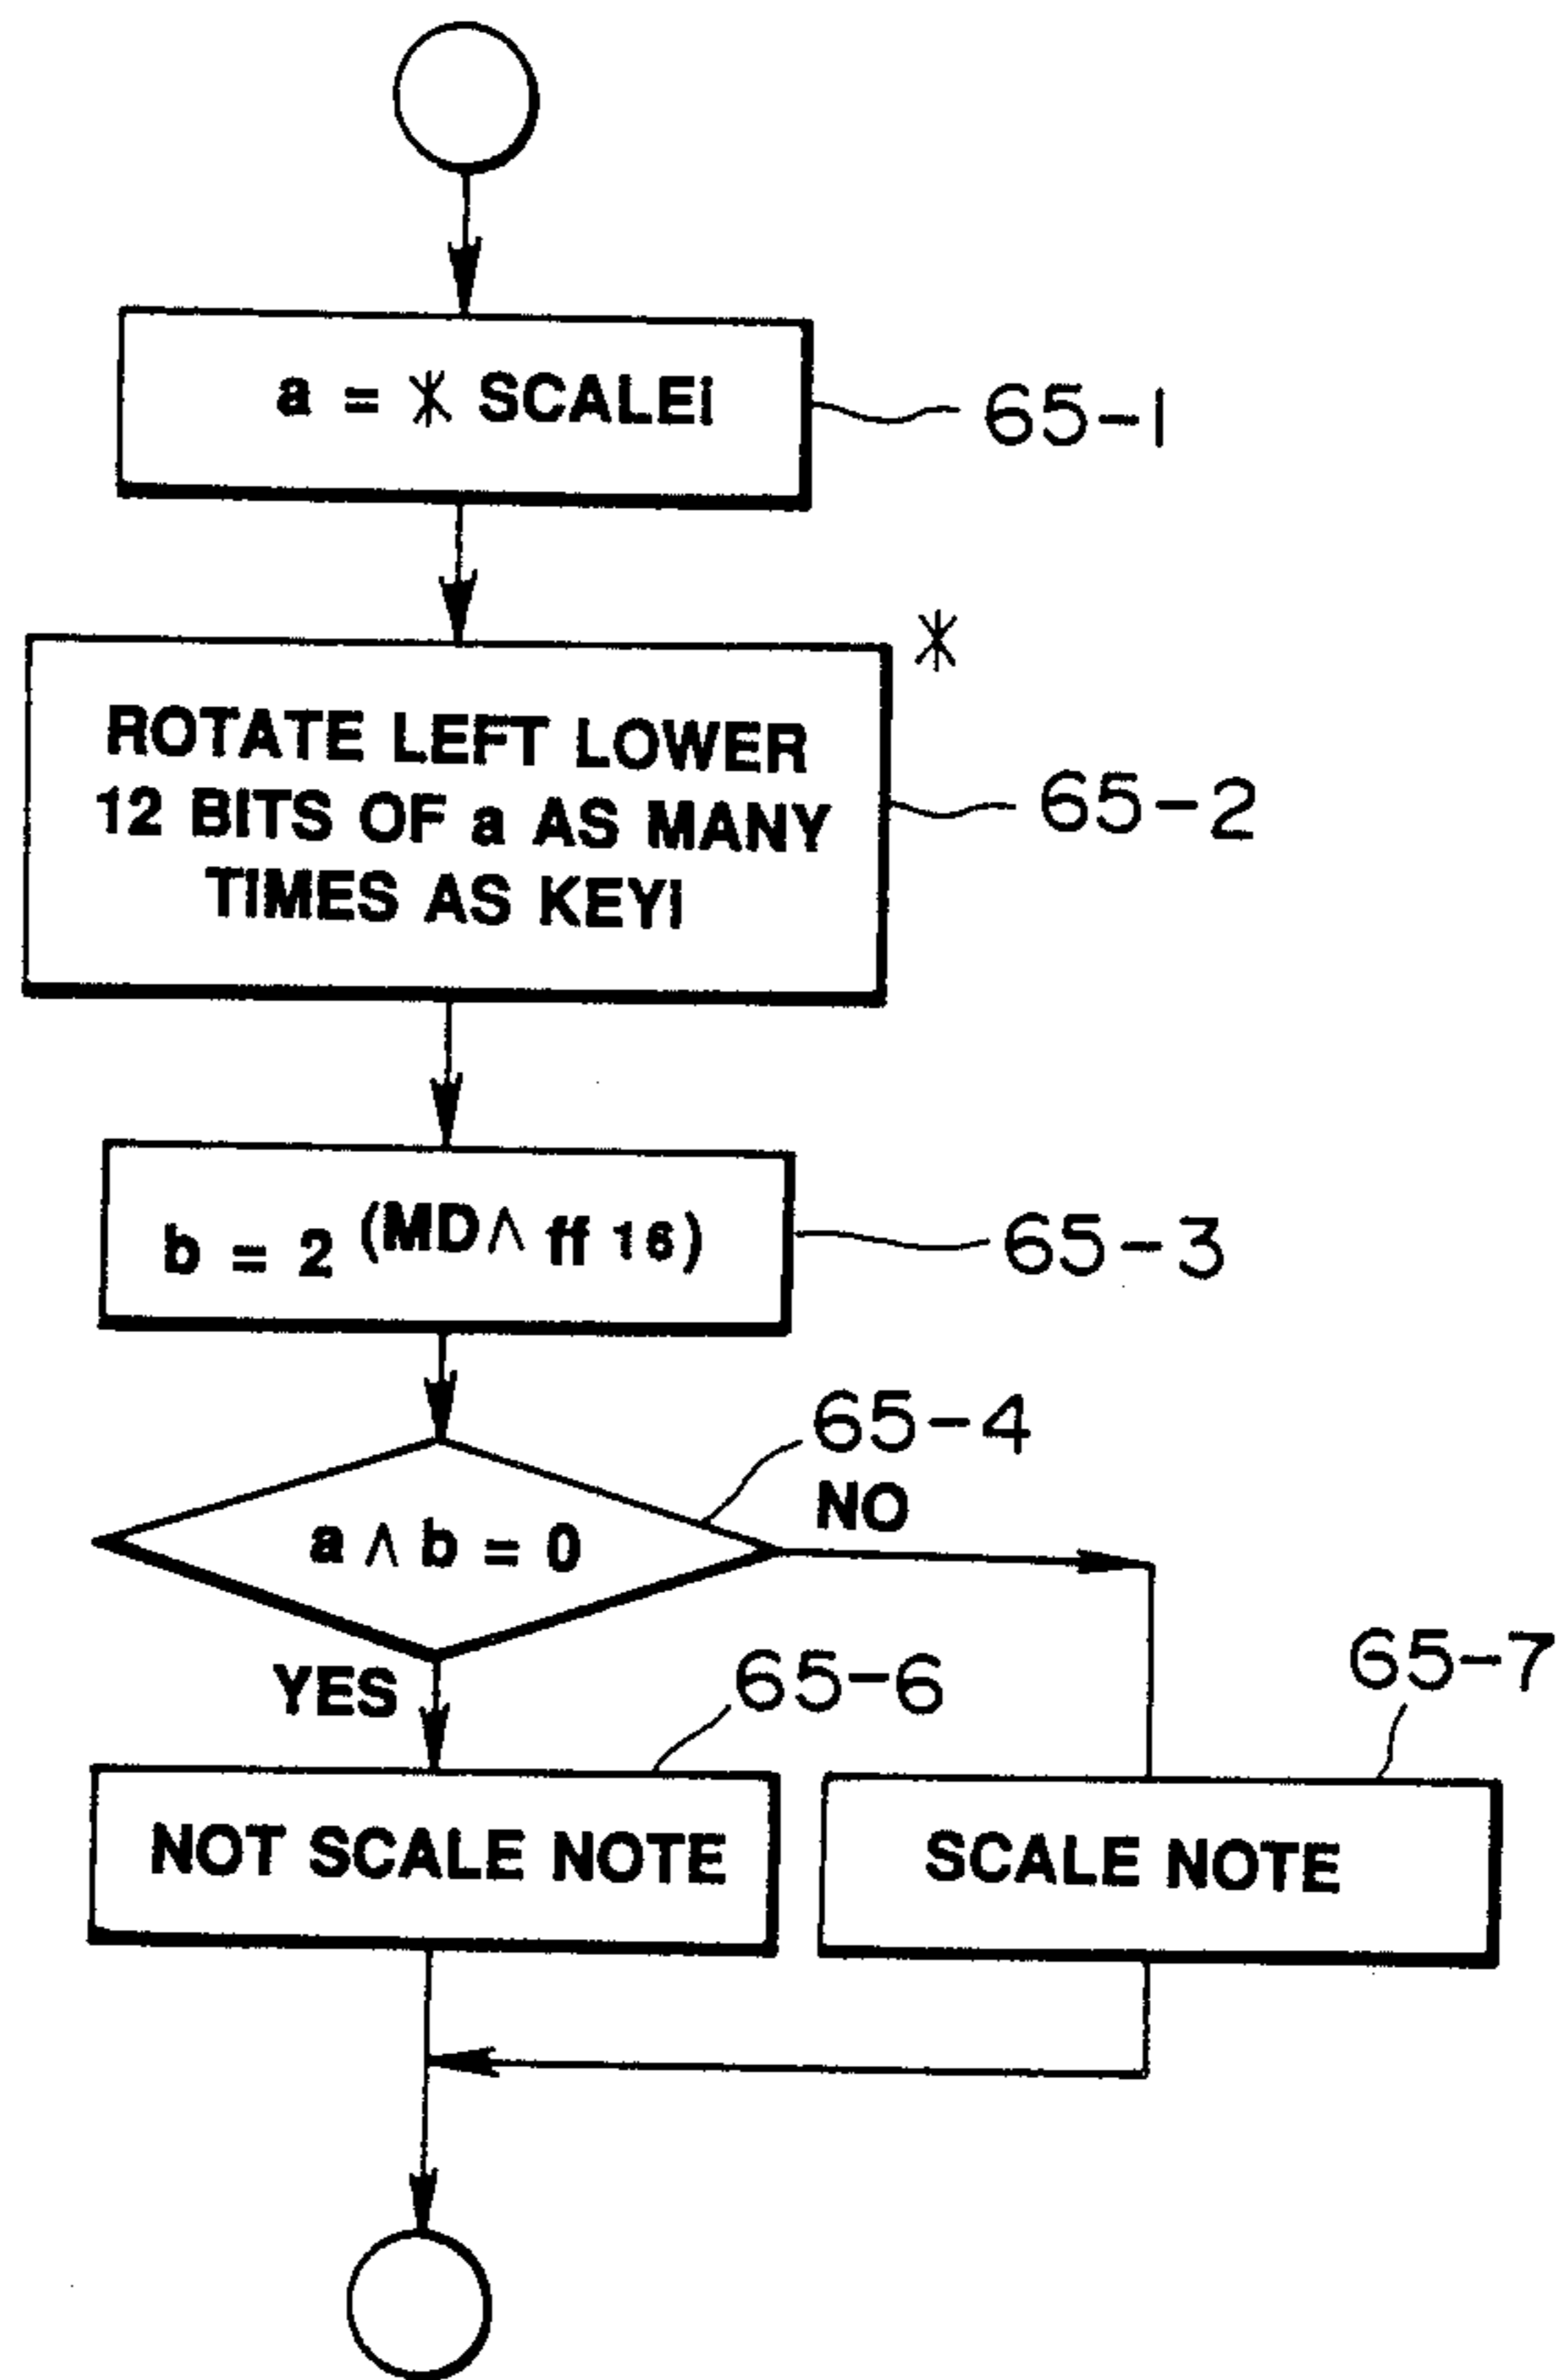 a = * SCALEi
65-1
*
ROTATE LEFT LOWER
12 BITS OF a AS MANY
TIMES AS KEYi
65-2
b = 2 (MD∧ ff 16)
65-3
65-4
a ∧ b = 0
NO
YES
65-6
65-7
NOT SCALE NOTE
SCALE NOTE